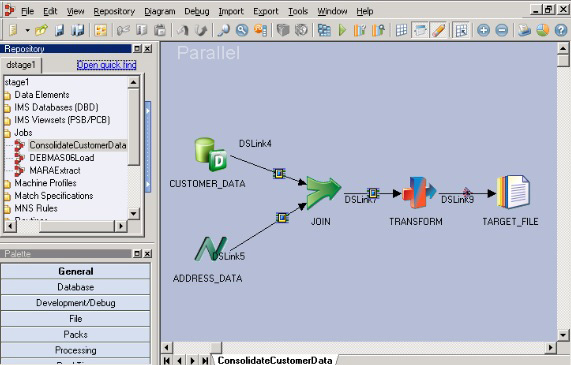 File Edit View Repository Diagram Debug Import Export Tools Window Help
Repository
dstage1
Open quick find
stage1
Data Elements
IMS Databases (DBD)
IMS Viewsets (PSB/PCB)
Jobs
ConsolidateCustomerData
DEBMAS06Load
MARAExtract
Machine Profiles
Match Specifications
MNS Rules
Palette
General
Database
Development/Debug
File
Packs
Processing
Parallel
DSLink4
CUSTOMER_DATA
JOIN
DSLink7
TRANSFORM
DSLink9
TARGET_FILE
DSLink5
ADDRESS_DATA
ConsolidateCustomerData